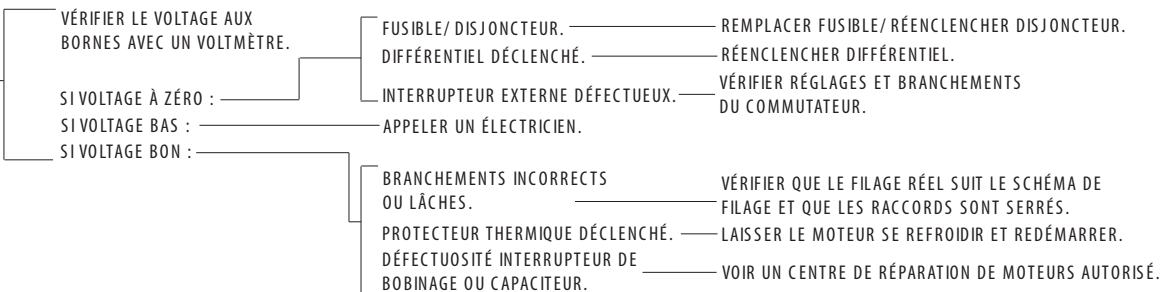 VÉRIFIER LE VOLTAGE AUX
BORNES AVEC UN VOLTMÈTRE.
SI VOLTAGE À ZÉRO :
FUSIBLE/ DISJONCTEUR.
REMPLACER FUSIBLE/ RÉENCLENCHER DISJONCTEUR.
DIFFÉRENTIEL DÉCLENCHÉ.
RÉENCLENCHER DIFFÉRENTIEL.
INTERRUPTEUR EXTERNE DÉFECTUEUX.
VÉRIFIER RÉGLAGES ET BRANCHEMENTS
DU COMMUTATEUR.
SI VOLTAGE BAS :
APPELER UN ÉLECTRICIEN.
SI VOLTAGE BON :
BRANCHEMENTS INCORRECTS
OU LÂCHES.
VÉRIFIER QUE LE FILAGE RÉEL SUIT LE SCHÉMA DE
FILAGE ET QUE LES RACCORDS SONT SERRÉS.
PROTECTEUR THERMIQUE DÉCLENCHÉ.
LAISSER LE MOTEUR SE REFROIDIR ET REDÉMARRER.
DÉFECTUOSITÉ INTERRUPTEUR DE
BOBINAGE OU CAPACITEUR.
VOIR UN CENTRE DE RÉPARATION DE MOTEURS AUTORISÉ.